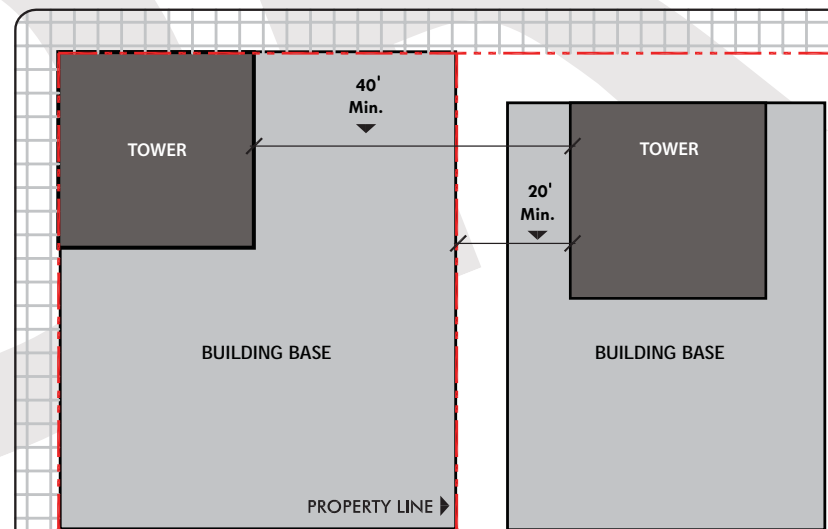 40'
Min.
TOWER
TOWER
20'
Min.
BUILDING BASE
BUILDING BASE
PROPERTY LINE